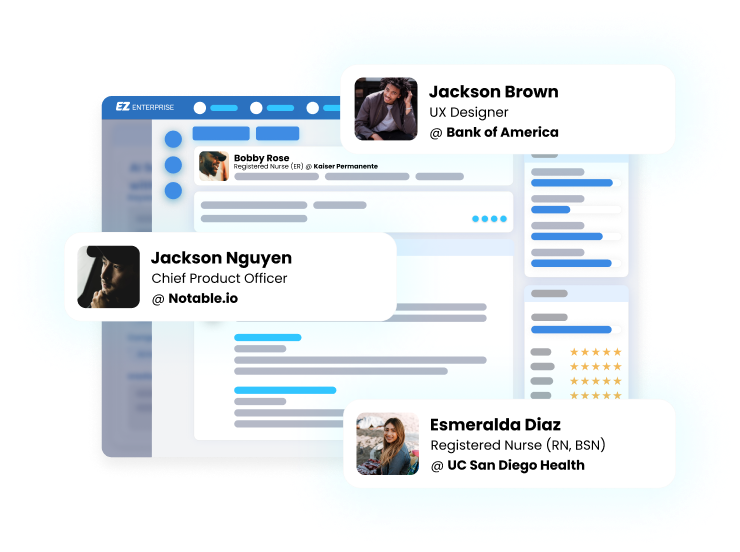 Jackson Brown
UX Designer
@ Bank of America
EZ ENTERPRISE
Bobby Rose
Registered Nurse (ER) @ Kaiser Permanente
Jackson Nguyen
Chief Product Officer
@ Notable.io
Esmeralda Diaz
Registered Nurse (RN, BSN)
@ UC San Diego Health